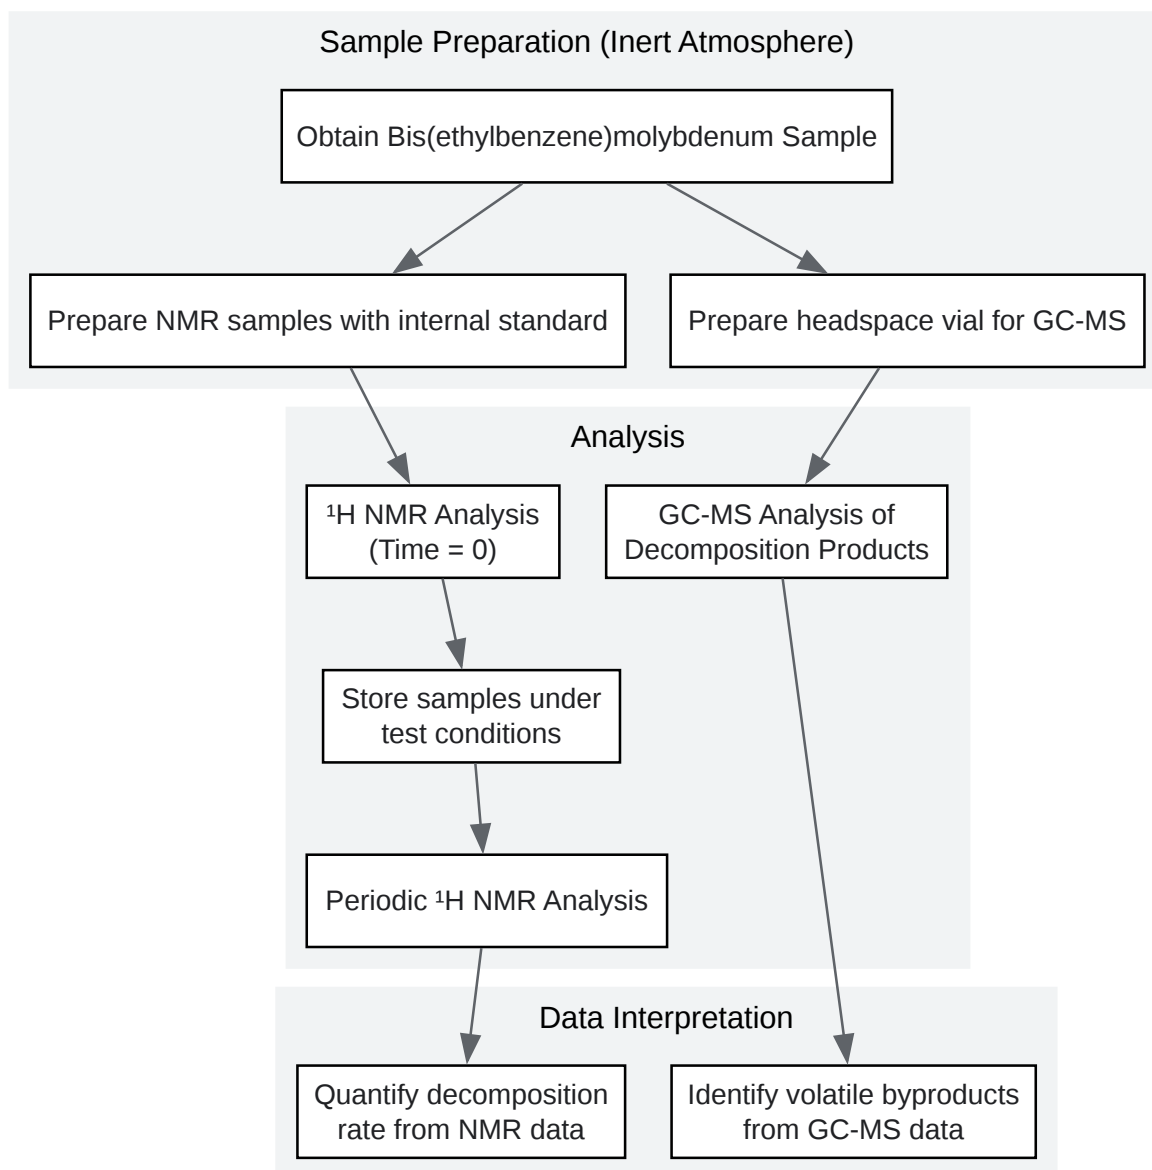 Sample Preparation (Inert Atmosphere)
Obtain Bis(ethylbenzene)molybdenum Sample
Prepare NMR samples with internal standard
Prepare headspace vial for GC-MS
Analysis
¹H NMR Analysis
(Time = 0)
GC-MS Analysis of
Decomposition Products
Store samples under
test conditions
Periodic ¹H NMR Analysis
Data Interpretation
Quantify decomposition
rate from NMR data
Identify volatile byproducts
from GC-MS data